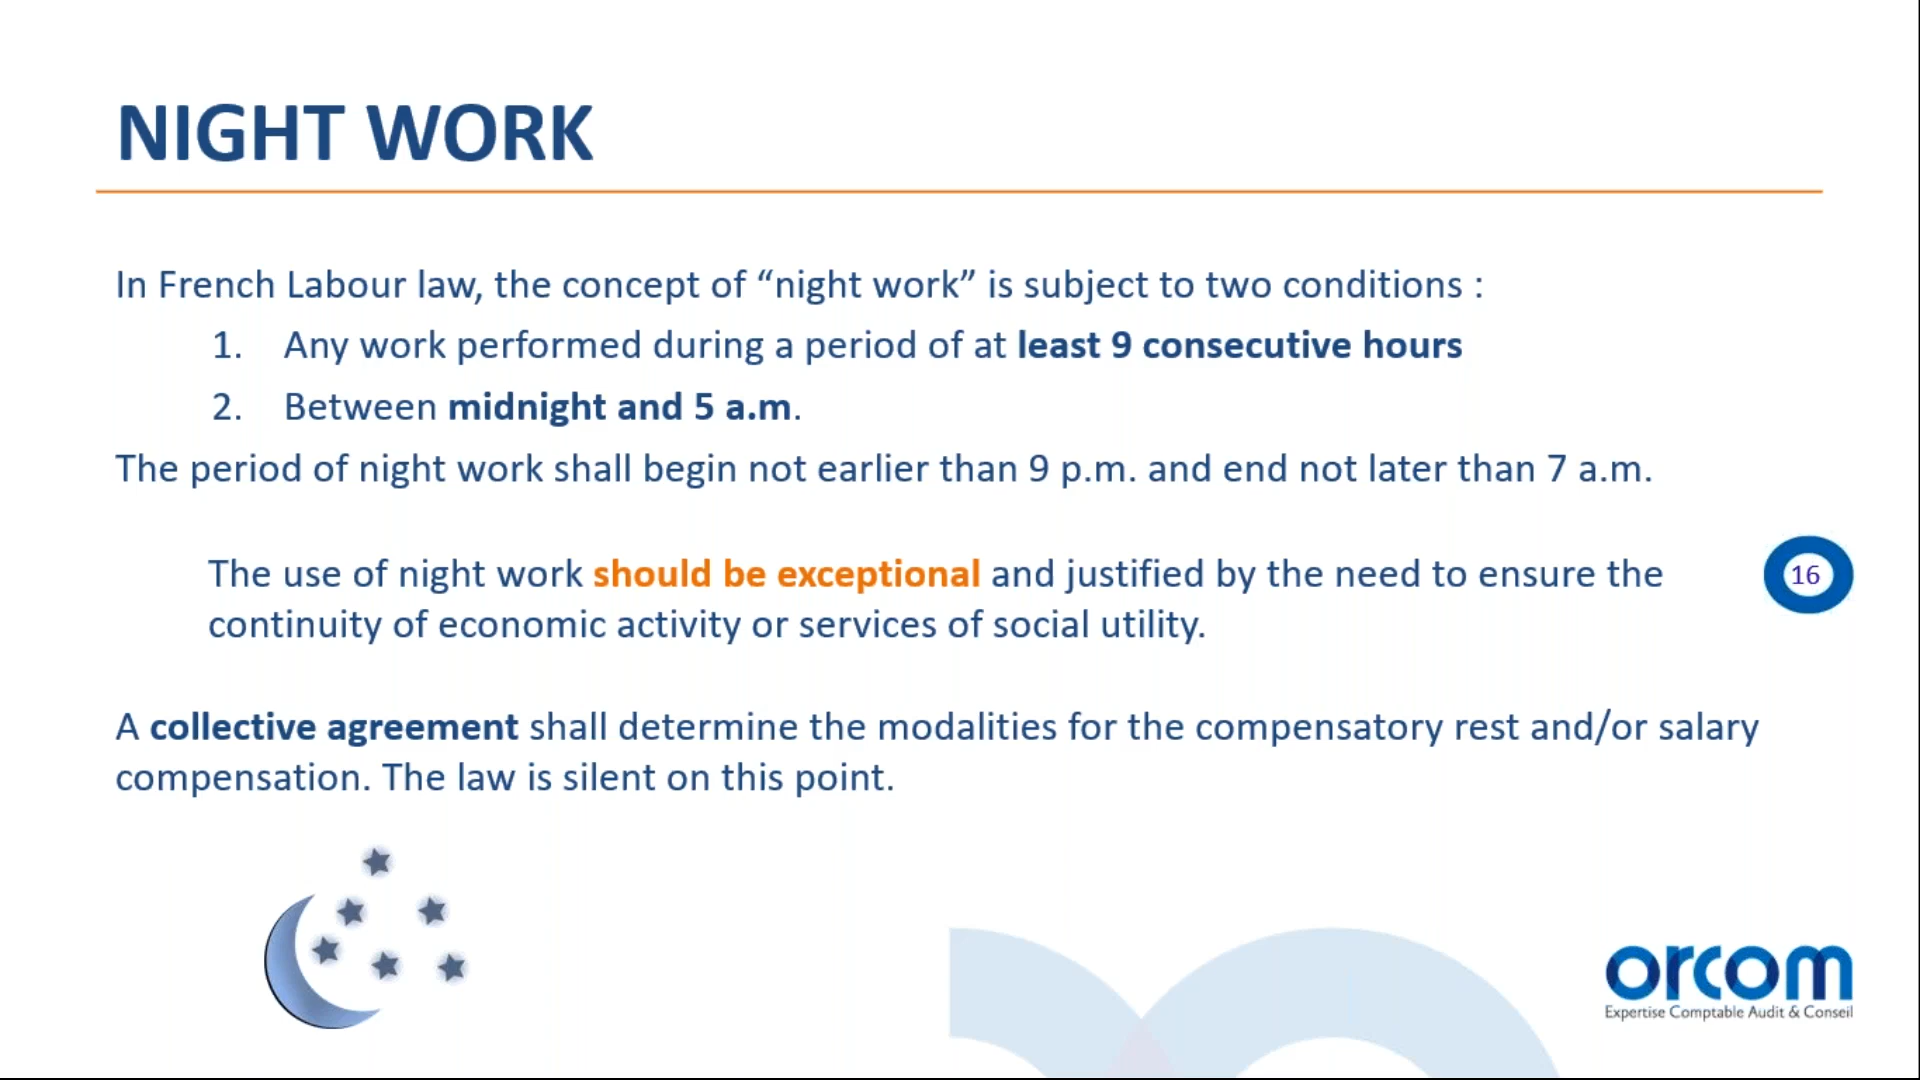 NIGHT WORK
In French Labour law, the concept of “night work” is subject to two conditions :
1. Any work performed during a period of at least 9 consecutive hours
2. Between midnight and 5 a.m.
The period of night work shall begin not earlier than 9 p.m. and end not later than 7 a.m.
The use of night work should be exceptional and justified by the need to ensure the
continuity of economic activity or services of social utility.
16
A collective agreement shall determine the modalities for the compensatory rest and/or salary
compensation. The law is silent on this point.
orcom
Expertise Comptable Audit & Conseil